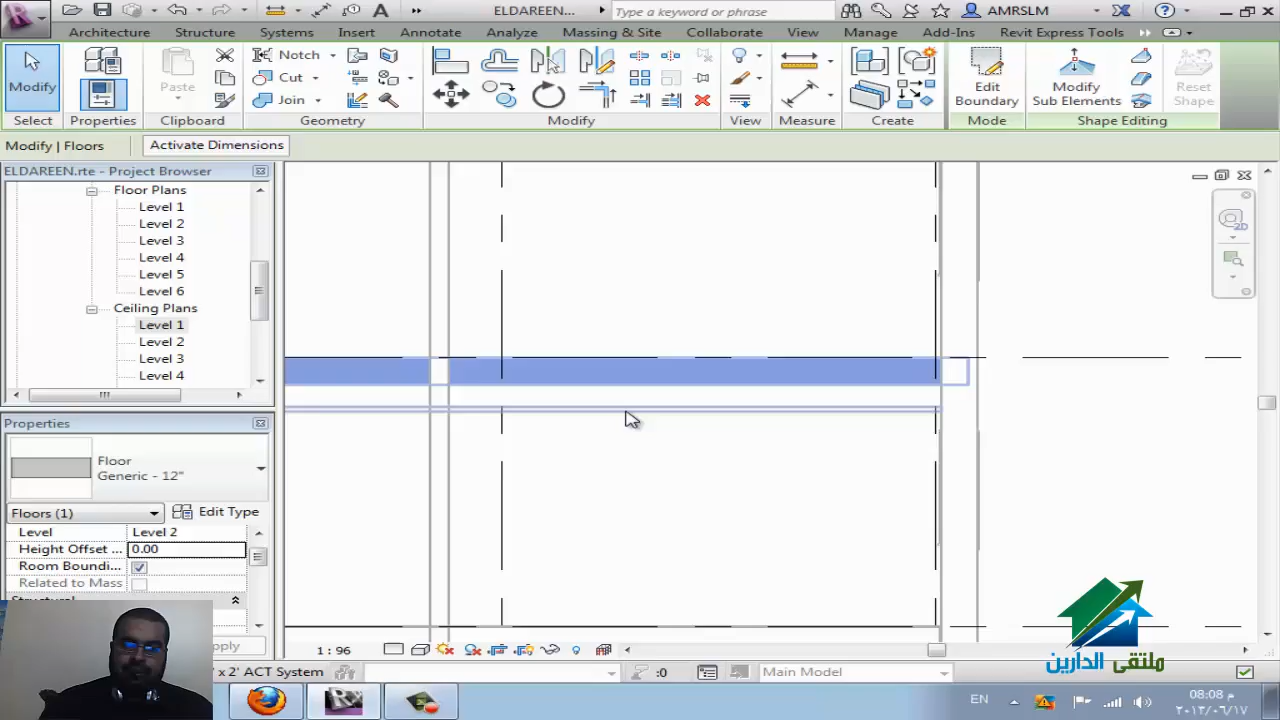 ELDAREEN...
Type a keyword or phrase
AMRSLM
Architecture Structure Systems Insert Annotate Analyze Massing & Site Collaborate View Manage Add-Ins Revit Express Tools
Modify Paste Notch Cut Join Edit Boundary Modify Sub Elements Reset Shape
Select Properties Clipboard Geometry Modify View Measure Create Mode Shape Editing
Modify | Floors Activate Dimensions
ELDAREEN.rte - Project Browser
Floor Plans
Level 1
Level 2
Level 3
Level 4
Level 5
Level 6
Ceiling Plans
Level 1
Level 2
Level 3
Level 4
2D
Properties
Floor
Generic - 12"
Floors (1) Edit Type
Level Level 2
Height Offset ... 0.00
Room Boundi...
Related to Mass
ملتقى الدارين
1 : 96
x 2' ACT System :0 Main Model
EN
08:08 م
٢٠١٣/٠٦/١٧